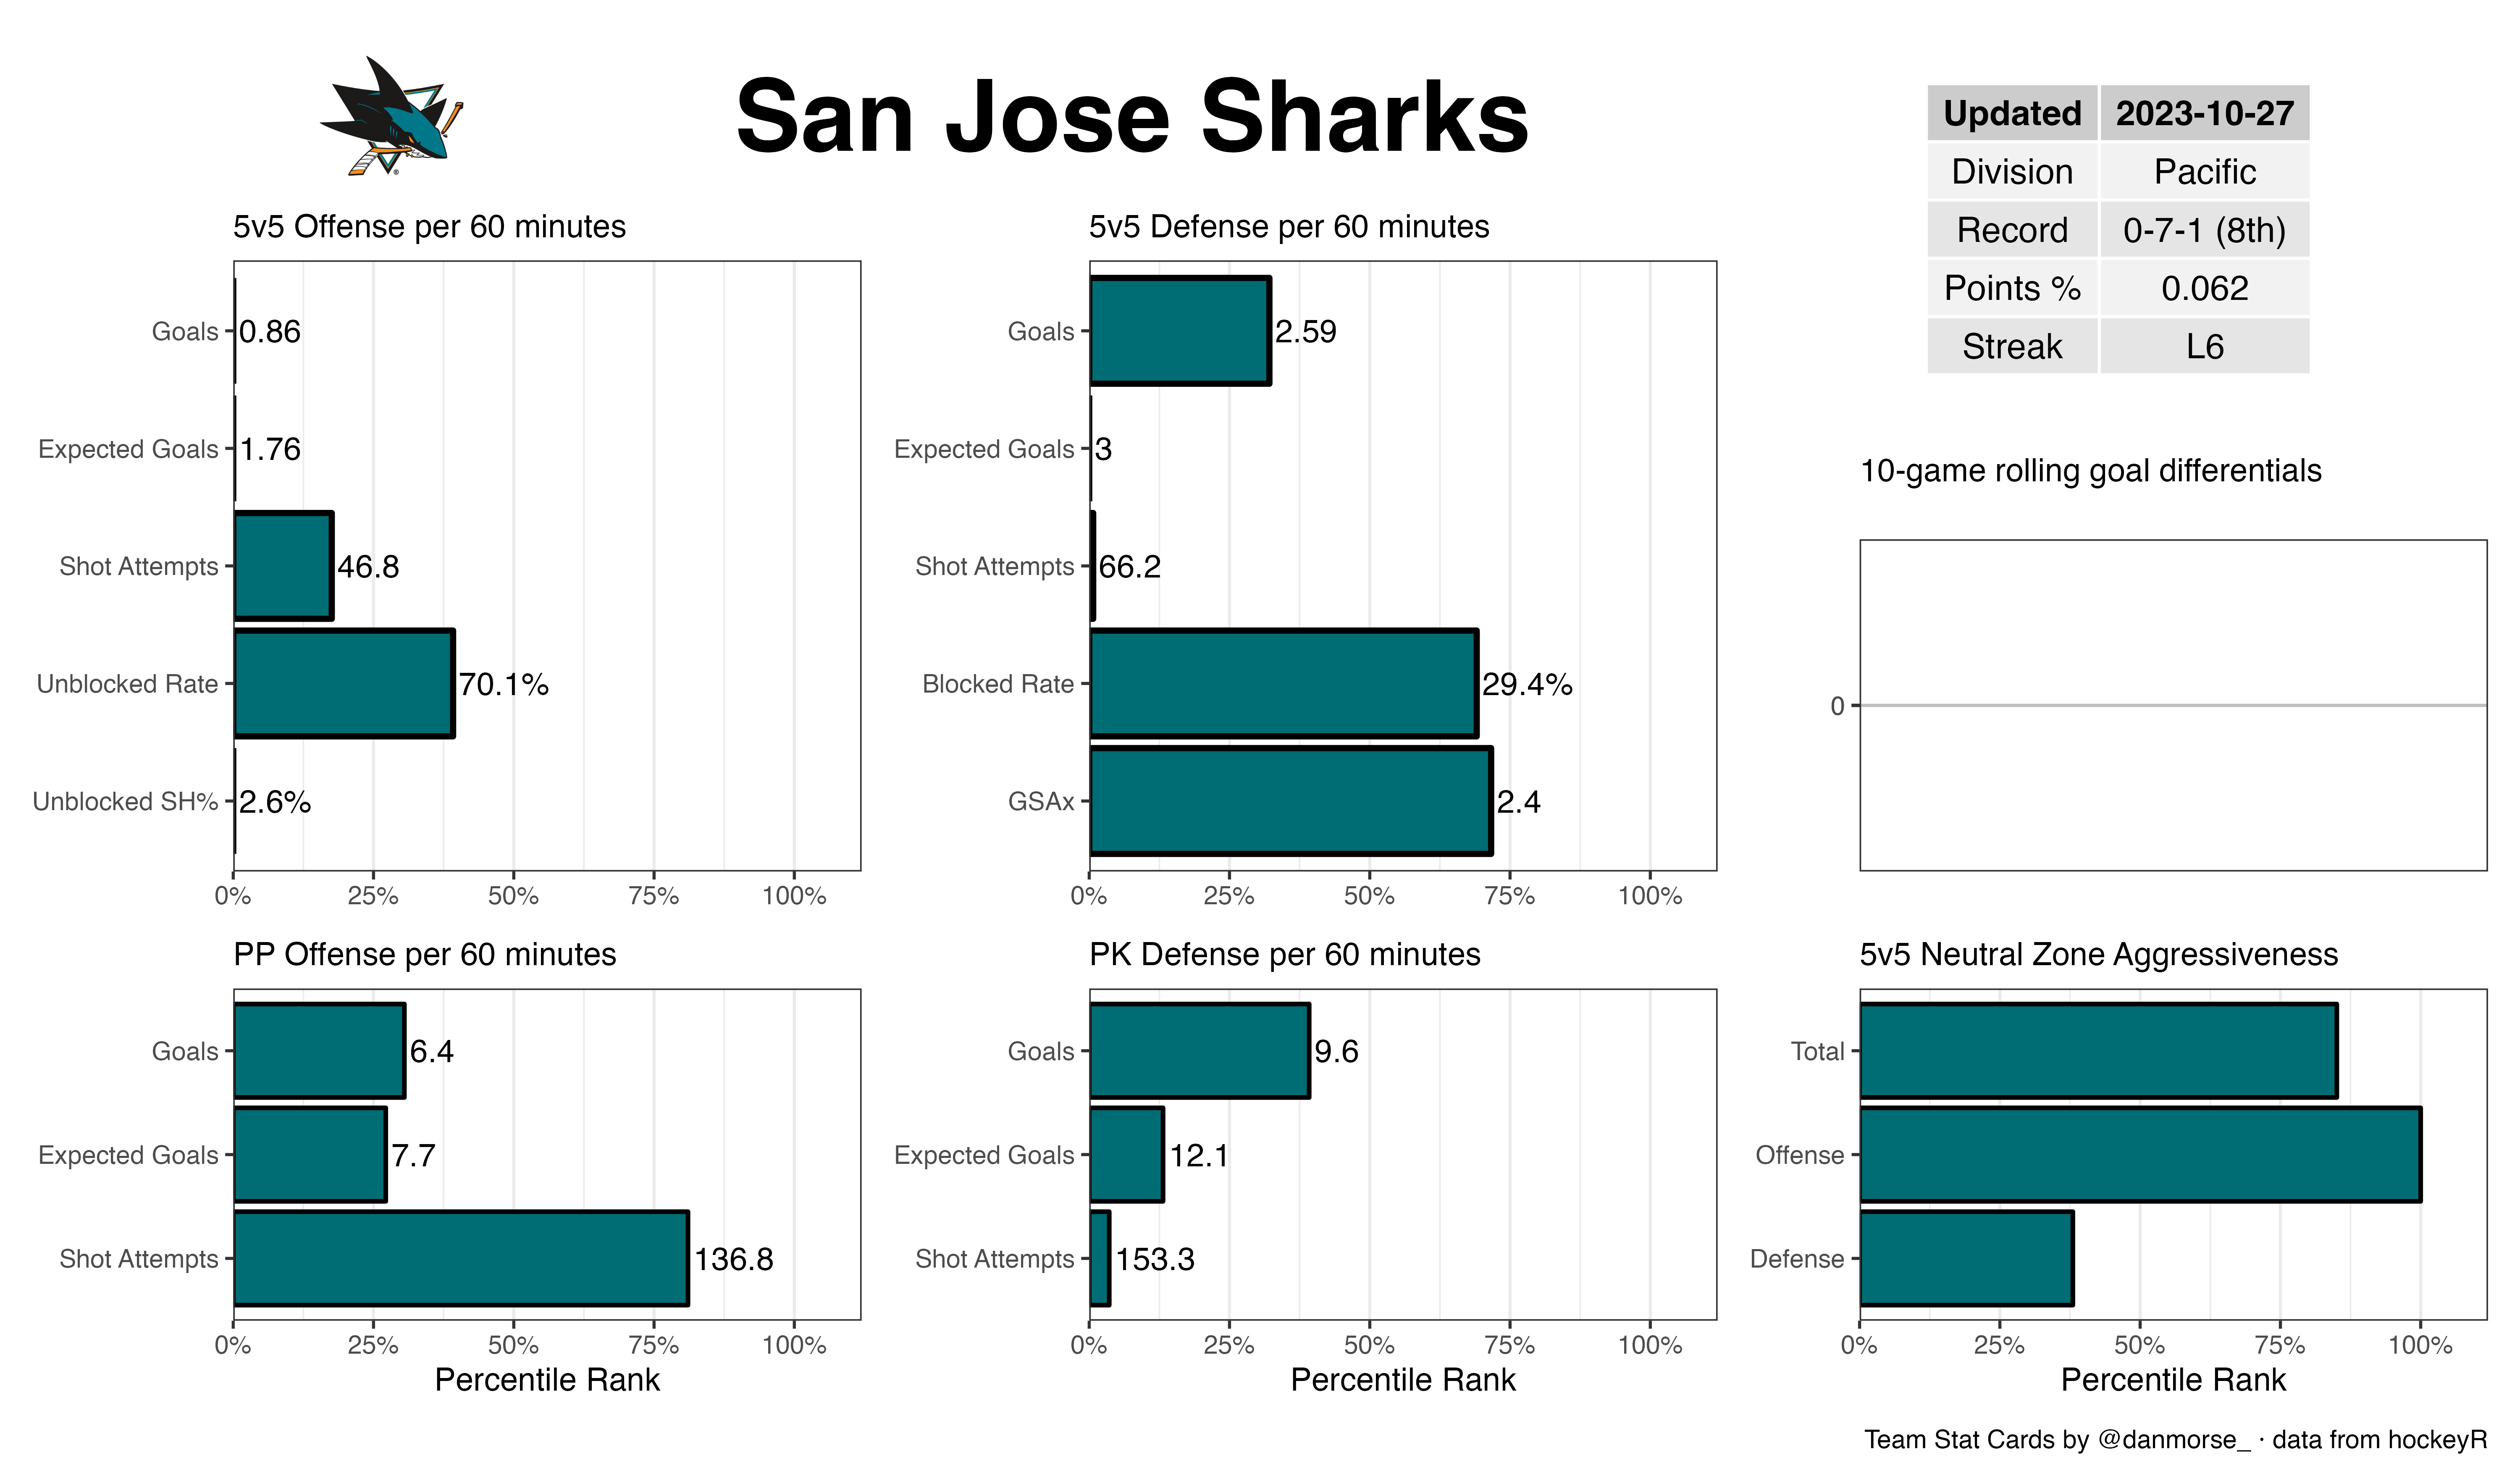 San Jose Sharks
Updated 2023-10-27
Division Pacific
Record 0-7-1 (8th)
Points % 0.062
Streak L6
5v5 Offense per 60 minutes
Goals 0.86
Expected Goals 1.76
Shot Attempts 46.8
Unblocked Rate 70.1%
Unblocked SH% 2.6%
0% 25% 50% 75% 100%
5v5 Defense per 60 minutes
Goals 2.59
Expected Goals 3
Shot Attempts 66.2
Blocked Rate 29.4%
GSAx 2.4
0% 25% 50% 75% 100%
10-game rolling goal differentials
0
PP Offense per 60 minutes
Goals 6.4
Expected Goals 7.7
Shot Attempts 136.8
0% 25% 50% 75% 100%
Percentile Rank
PK Defense per 60 minutes
Goals 9.6
Expected Goals 12.1
Shot Attempts 153.3
0% 25% 50% 75% 100%
Percentile Rank
5v5 Neutral Zone Aggressiveness
Total
Offense
Defense
0% 25% 50% 75% 100%
Percentile Rank
Team Stat Cards by @danmorse_ · data from hockeyR